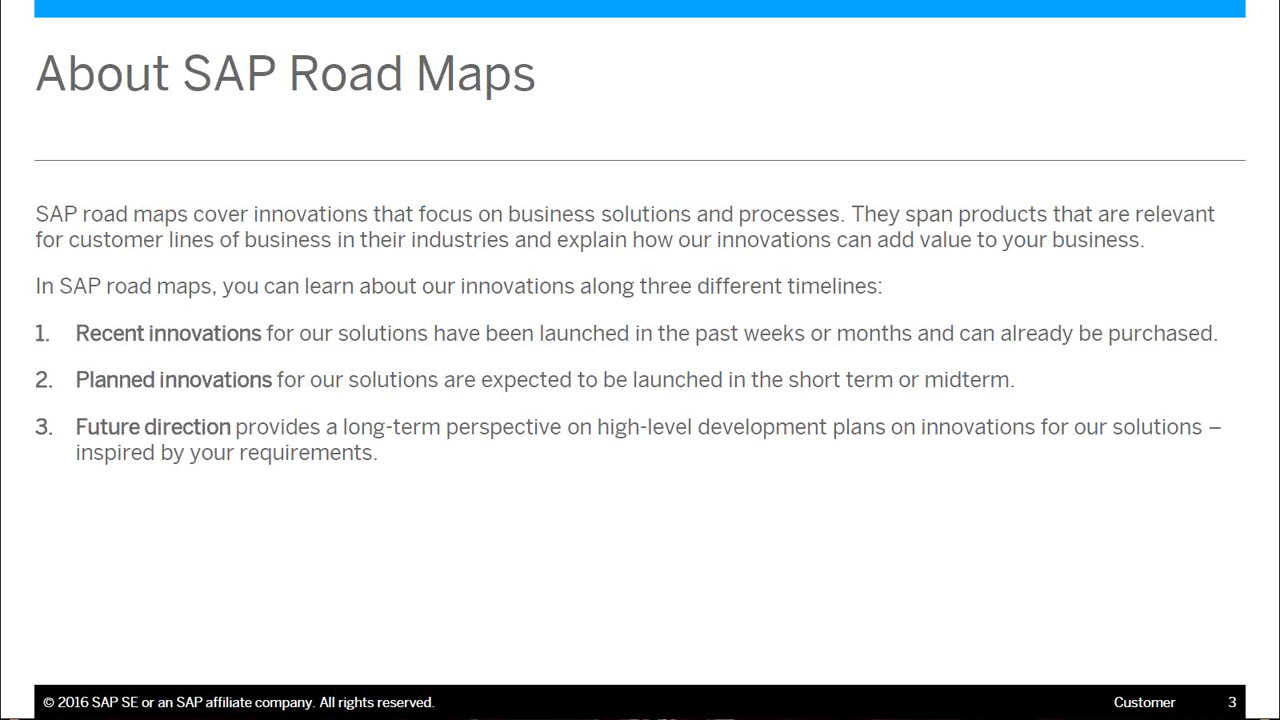 About SAP Road Maps
SAP road maps cover innovations that focus on business solutions and processes. They span products that are relevant
for customer lines of business in their industries and explain how our innovations can add value to your business.
In SAP road maps, you can learn about our innovations along three different timelines:
1. Recent innovations for our solutions have been launched in the past weeks or months and can already be purchased.
2. Planned innovations for our solutions are expected to be launched in the short term or midterm.
3. Future direction provides a long-term perspective on high-level development plans on innovations for our solutions –
inspired by your requirements.
© 2016 SAP SE or an SAP affiliate company. All rights reserved. Customer 3